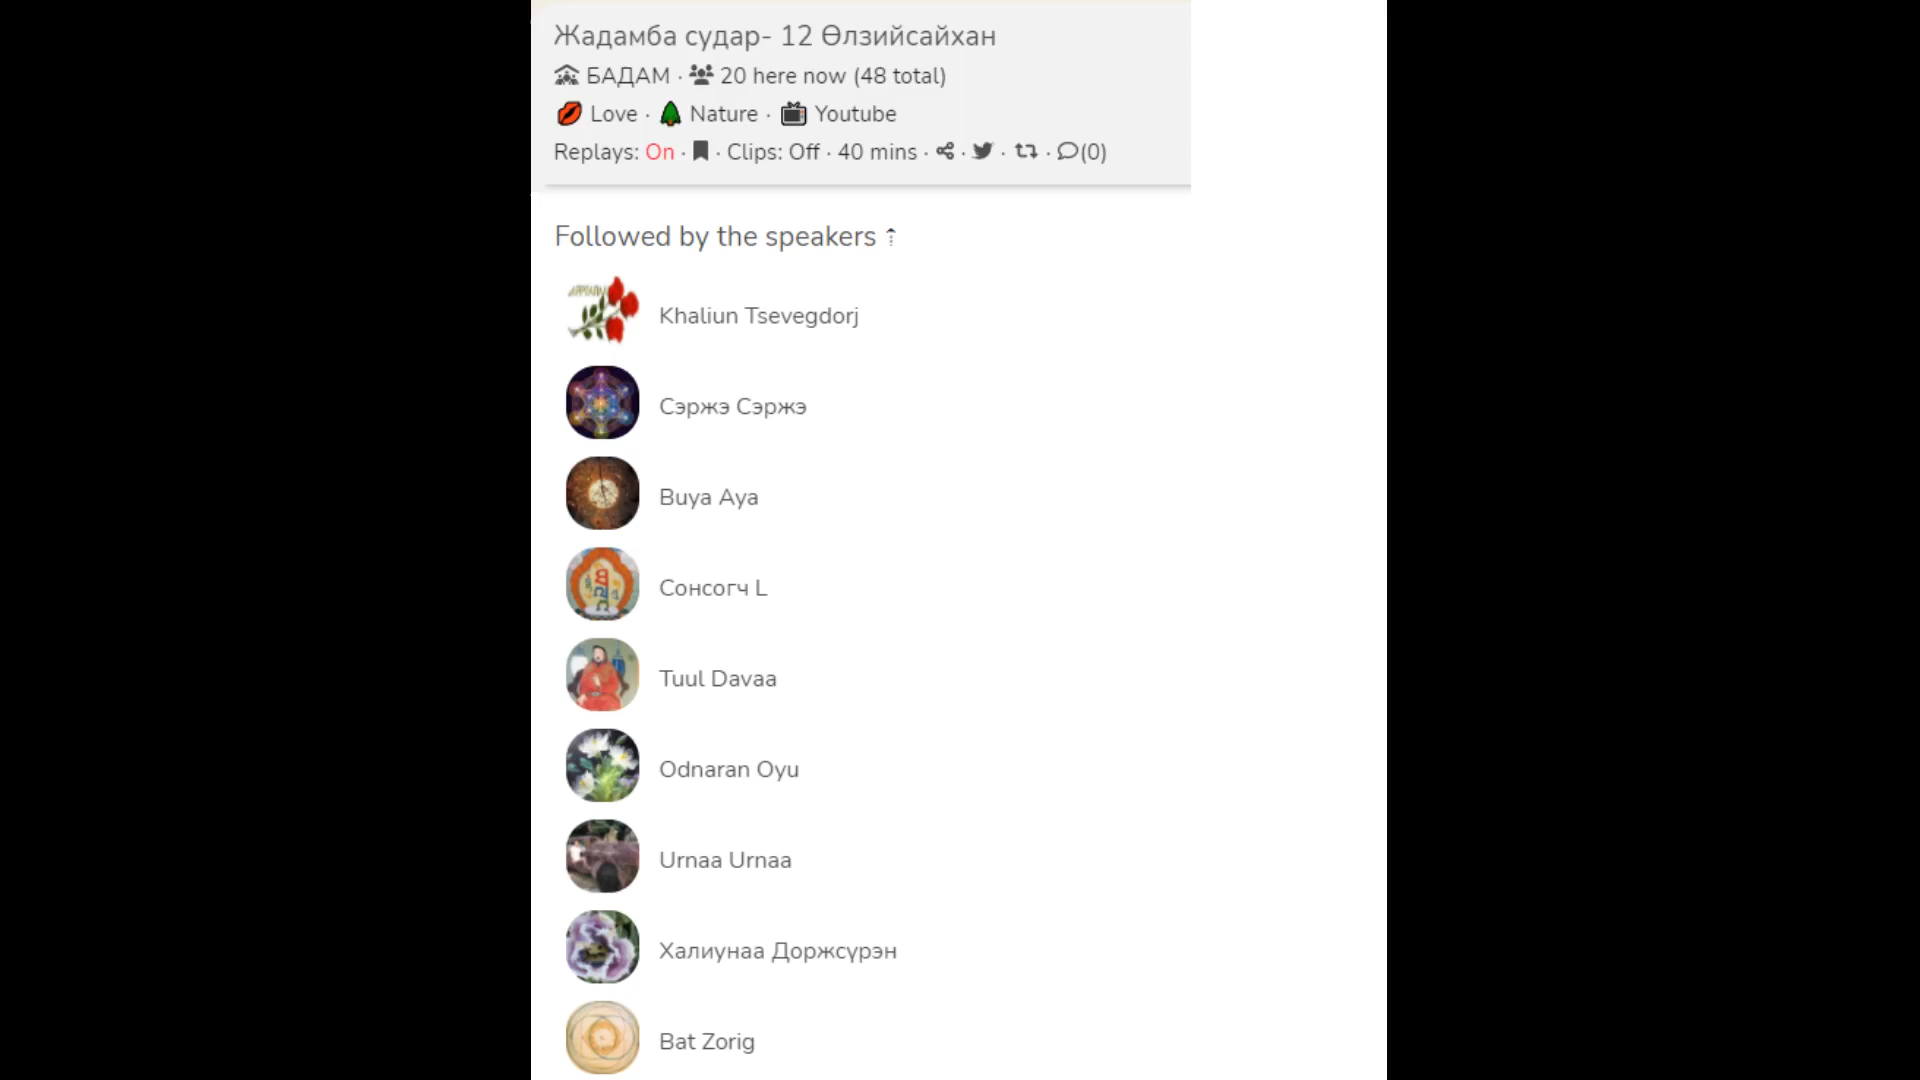 Жадамба судар- 12 Өлзийсайхан
БАДАМ · 20 here now (48 total)
Love · Nature · Youtube
Replays: On · Clips: Off · 40 mins · (0)
Followed by the speakers
Khaliun Tsevegdorj
Сэржэ Сэржэ
Buya Aya
Сонсогч L
Tuul Davaa
Odnaran Oyu
Urnaa Urnaa
Халиунаа Доржсүрэн
Bat Zorig